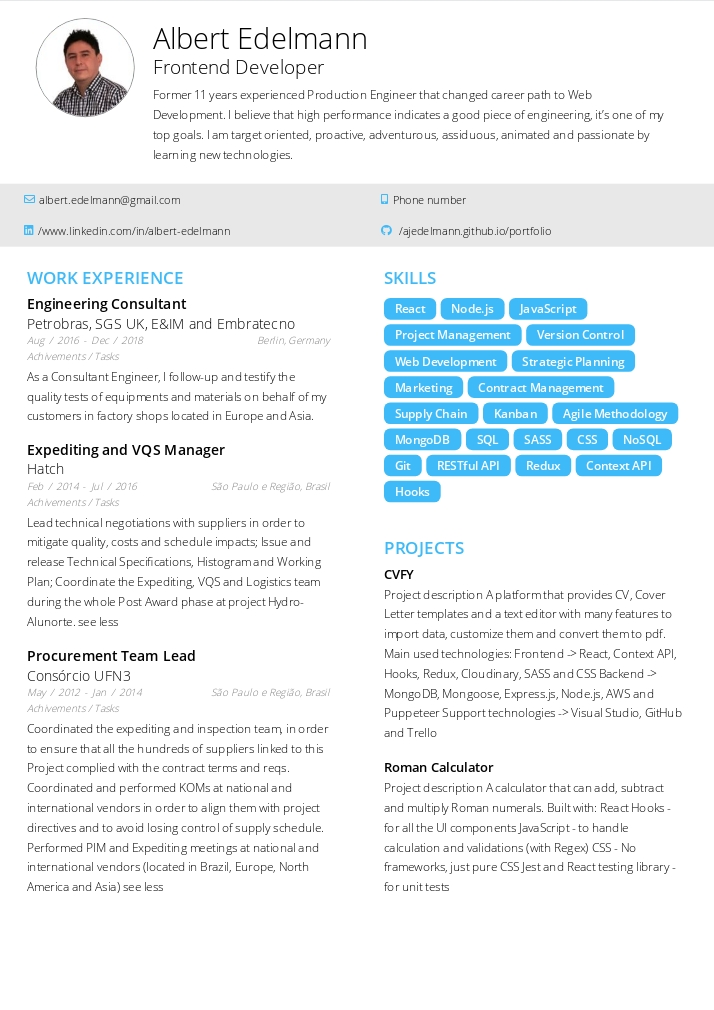 Albert Edelmann
Frontend Developer
Former 11 years experienced Production Engineer that changed career path to Web
Development. I believe that high performance indicates a good piece of engineering, it’s one of my
top goals. I am target oriented, proactive, adventurous, assiduous, animated and passionate by
learning new technologies.
albert.edelmann@gmail.com
Phone number
/www.linkedin.com/in/albert-edelmann
/ajedelmann.github.io/portfolio
WORK EXPERIENCE
Engineering Consultant
Petrobras, SGS UK, E&IM and Embratecno
Aug / 2016 - Dec / 2018 Berlin, Germany
Achivements / Tasks
As a Consultant Engineer, I follow-up and testify the
quality tests of equipments and materials on behalf of my
customers in factory shops located in Europe and Asia.
Expediting and VQS Manager
Hatch
Feb / 2014 - Jul / 2016 São Paulo e Região, Brasil
Achivements / Tasks
Lead technical negotiations with suppliers in order to
mitigate quality, costs and schedule impacts; Issue and
release Technical Specifications, Histogram and Working
Plan; Coordinate the Expediting, VQS and Logistics team
during the whole Post Award phase at project Hydro-
Alunorte. see less
Procurement Team Lead
Consórcio UFN3
May / 2012 - Jan / 2014 São Paulo e Região, Brasil
Achivements / Tasks
Coordinated the expediting and inspection team, in order
to ensure that all the hundreds of suppliers linked to this
Project complied with the contract terms and reqs.
Coordinated and performed KOMs at national and
international vendors in order to align them with project
directives and to avoid losing control of supply schedule.
Performed PIM and Expediting meetings at national and
international vendors (located in Brazil, Europe, North
America and Asia) see less
SKILLS
React Node.js JavaScript
Project Management Version Control
Web Development Strategic Planning
Marketing Contract Management
Supply Chain Kanban Agile Methodology
MongoDB SQL SASS CSS NoSQL
Git RESTful API Redux Context API
Hooks
PROJECTS
CVFY
Project description A platform that provides CV, Cover
Letter templates and a text editor with many features to
import data, customize them and convert them to pdf.
Main used technologies: Frontend -> React, Context API,
Hooks, Redux, Cloudinary, SASS and CSS Backend ->
MongoDB, Mongoose, Express.js, Node.js, AWS and
Puppeteer Support technologies -> Visual Studio, GitHub
and Trello
Roman Calculator
Project description A calculator that can add, subtract
and multiply Roman numerals. Built with: React Hooks -
for all the UI components JavaScript - to handle
calculation and validations (with Regex) CSS - No
frameworks, just pure CSS Jest and React testing library -
for unit tests